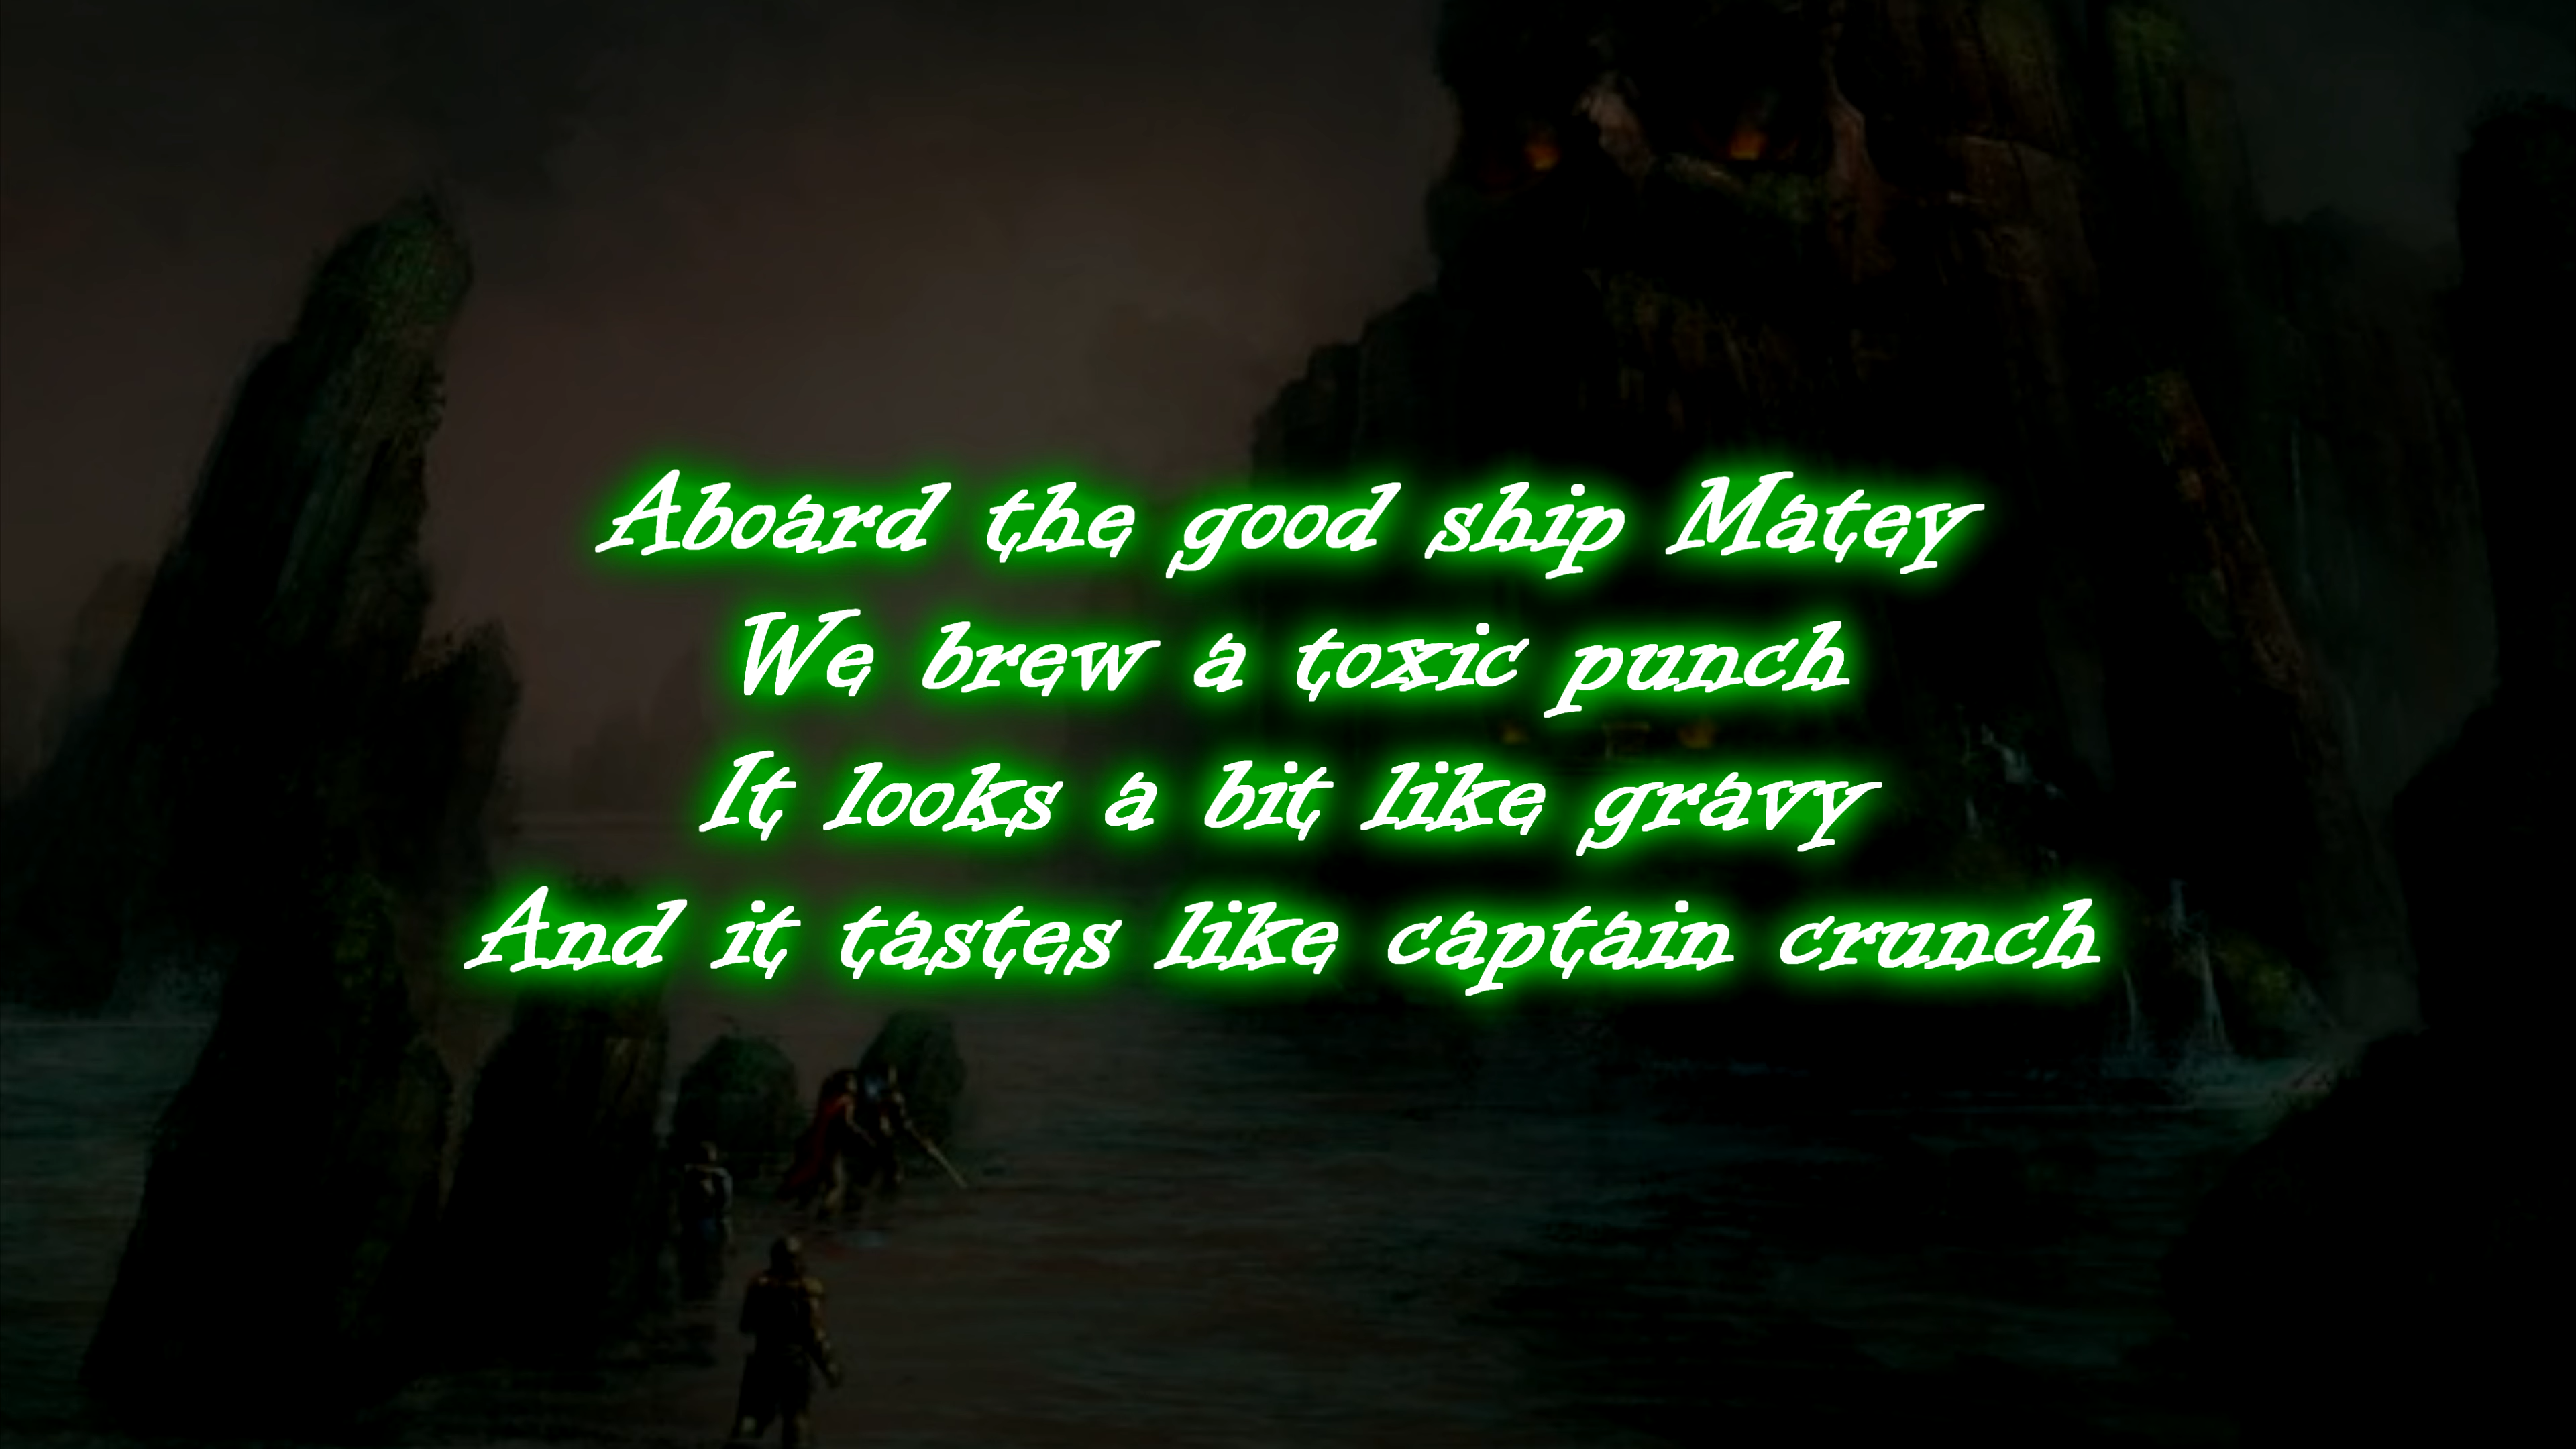 Aboard the good ship Matey
We brew a toxic punch
It looks a bit like gravy
And it tastes like captain crunch